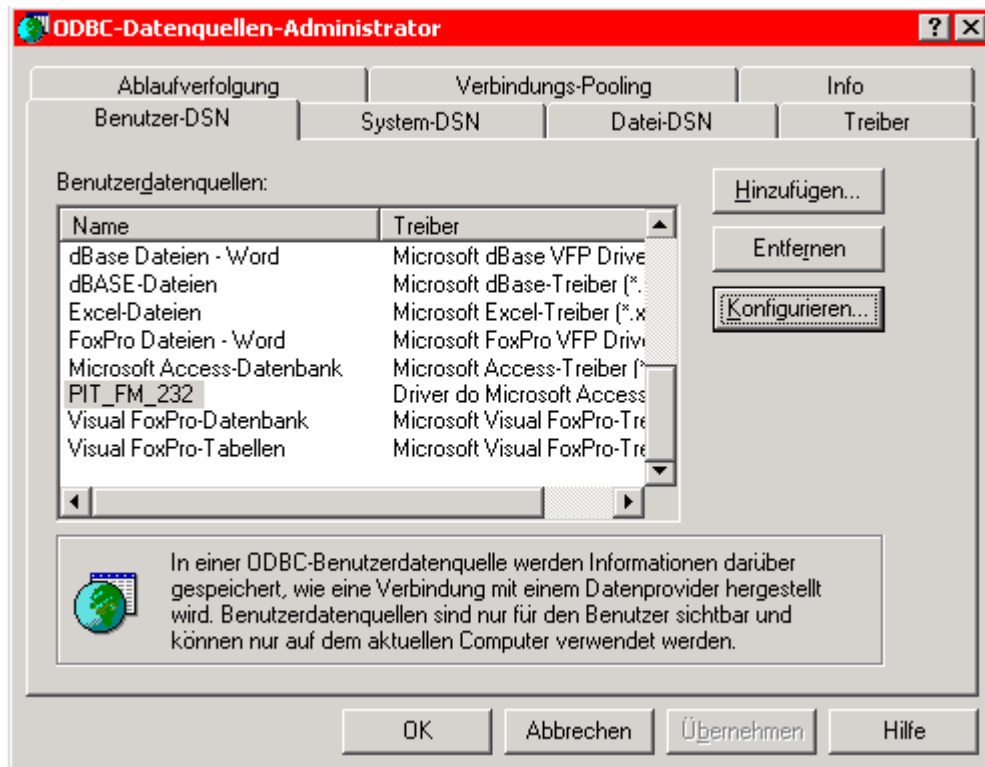 ODBC-Datenquellen-Administrator
Ablaufverfolgung Verbindungs-Pooling Info
Benutzer-DSN System-DSN Datei-DSN Treiber
Benutzerdatenquellen:
Hinzufügen...
Entfernen
Konfigurieren...
Name Treiber
dBase Dateien - Word Microsoft dBase VFP Drive
dBASE-Dateien Microsoft dBase-Treiber (*.
Excel-Dateien Microsoft Excel-Treiber (*.x
FoxPro Dateien - Word Microsoft FoxPro VFP Driv
Microsoft Access-Datenbank Microsoft Access-Treiber (*
PIT_FM_232 Driver do Microsoft Access
Visual FoxPro-Datenbank Microsoft Visual FoxPro-Tre
Visual FoxPro-Tabellen Microsoft Visual FoxPro-Tre
In einer ODBC-Benutzerdatenquelle werden Informationen darüber
gespeichert, wie eine Verbindung mit einem Datenprovider hergestellt
wird. Benutzerdatenquellen sind nur für den Benutzer sichtbar und
können nur auf dem aktuellen Computer verwendet werden.
OK Abbrechen Übernehmen Hilfe